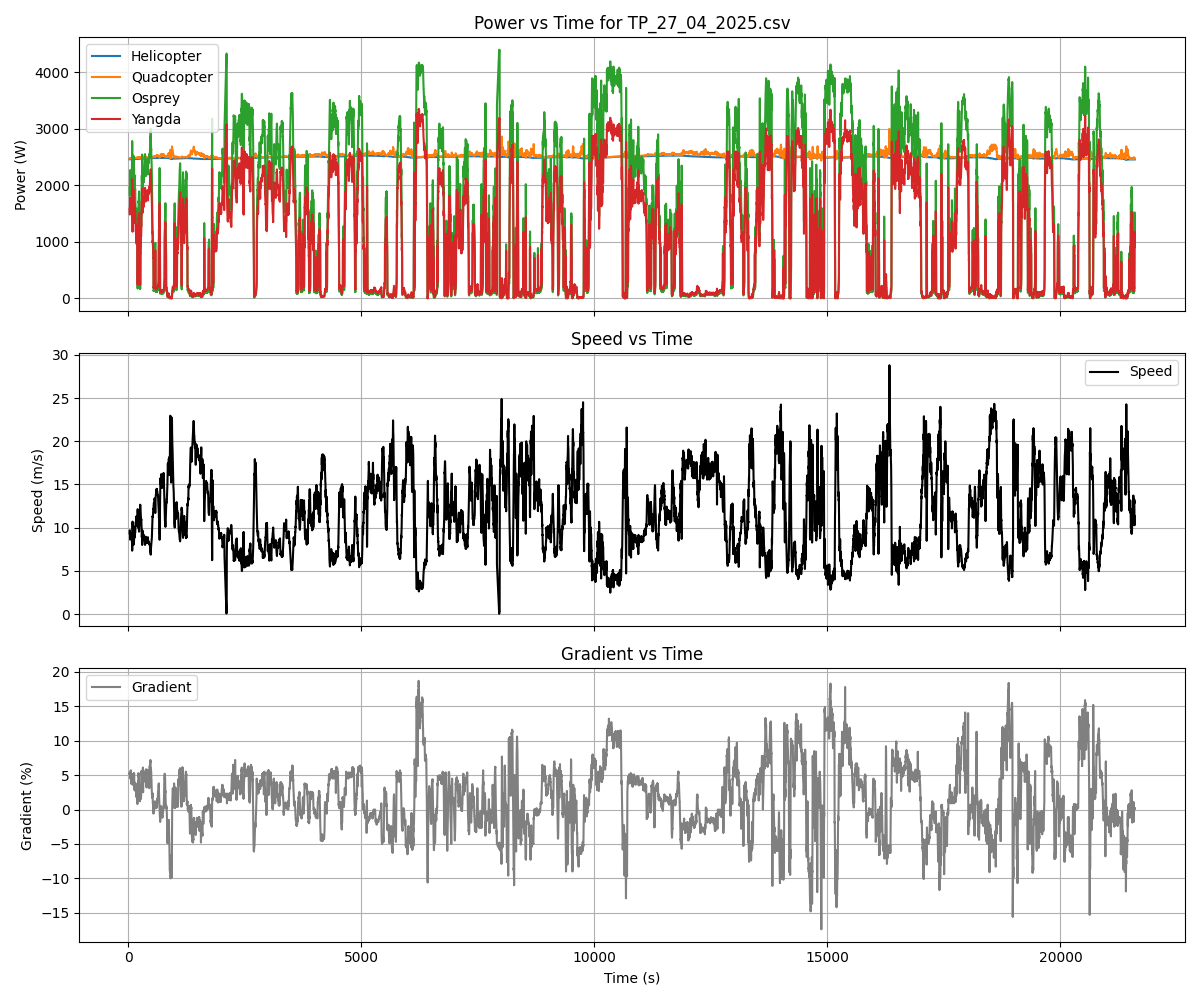 Power vs Time for TP_27_04_2025.csv
Power (W)
4000
3000
2000
1000
0
Helicopter
Quadcopter
Osprey
Yangda
Speed vs Time
Speed (m/s)
30
25
20
15
10
5
0
Speed
Gradient vs Time
Gradient (%)
20
15
10
5
0
−5
−10
−15
Gradient
0 5000 10000 15000 20000
Time (s)